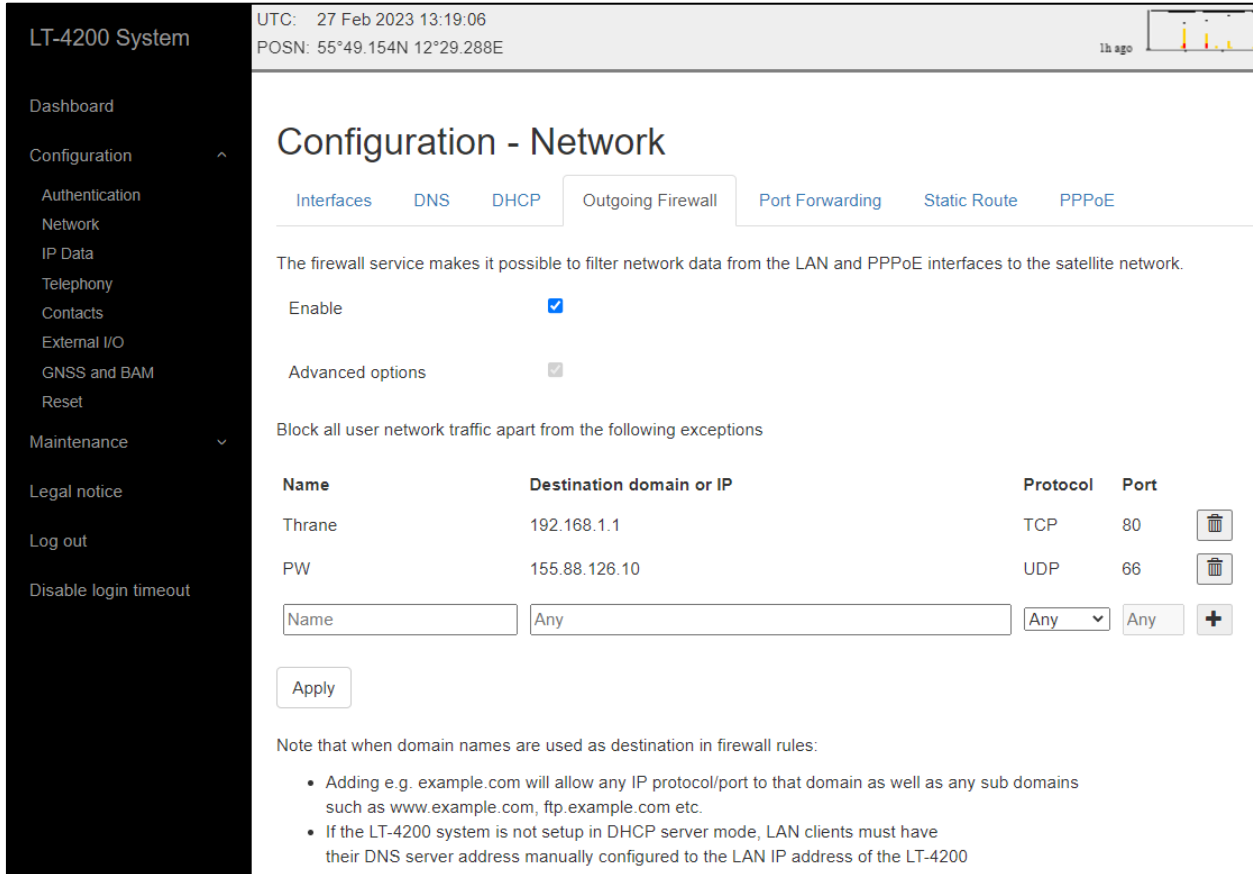 LT-4200 System
UTC: 27 Feb 2023 13:19:06
POSN: 55°49.154N 12°29.288E
1h ago
Dashboard
Configuration
Authentication
Network
IP Data
Telephony
Contacts
External I/O
GNSS and BAM
Reset
Maintenance
Legal notice
Log out
Disable login timeout
Configuration - Network
Interfaces DNS DHCP Outgoing Firewall Port Forwarding Static Route PPPoE
The firewall service makes it possible to filter network data from the LAN and PPPoE interfaces to the satellite network.
Enable
Advanced options
Block all user network traffic apart from the following exceptions
Name Destination domain or IP Protocol Port
Thrane 192.168.1.1 TCP 80
PW 155.88.126.10 UDP 66
Name Any Any Any
Apply
Note that when domain names are used as destination in firewall rules:
• Adding e.g. example.com will allow any IP protocol/port to that domain as well as any sub domains
such as www.example.com, ftp.example.com etc.
• If the LT-4200 system is not setup in DHCP server mode, LAN clients must have
their DNS server address manually configured to the LAN IP address of the LT-4200